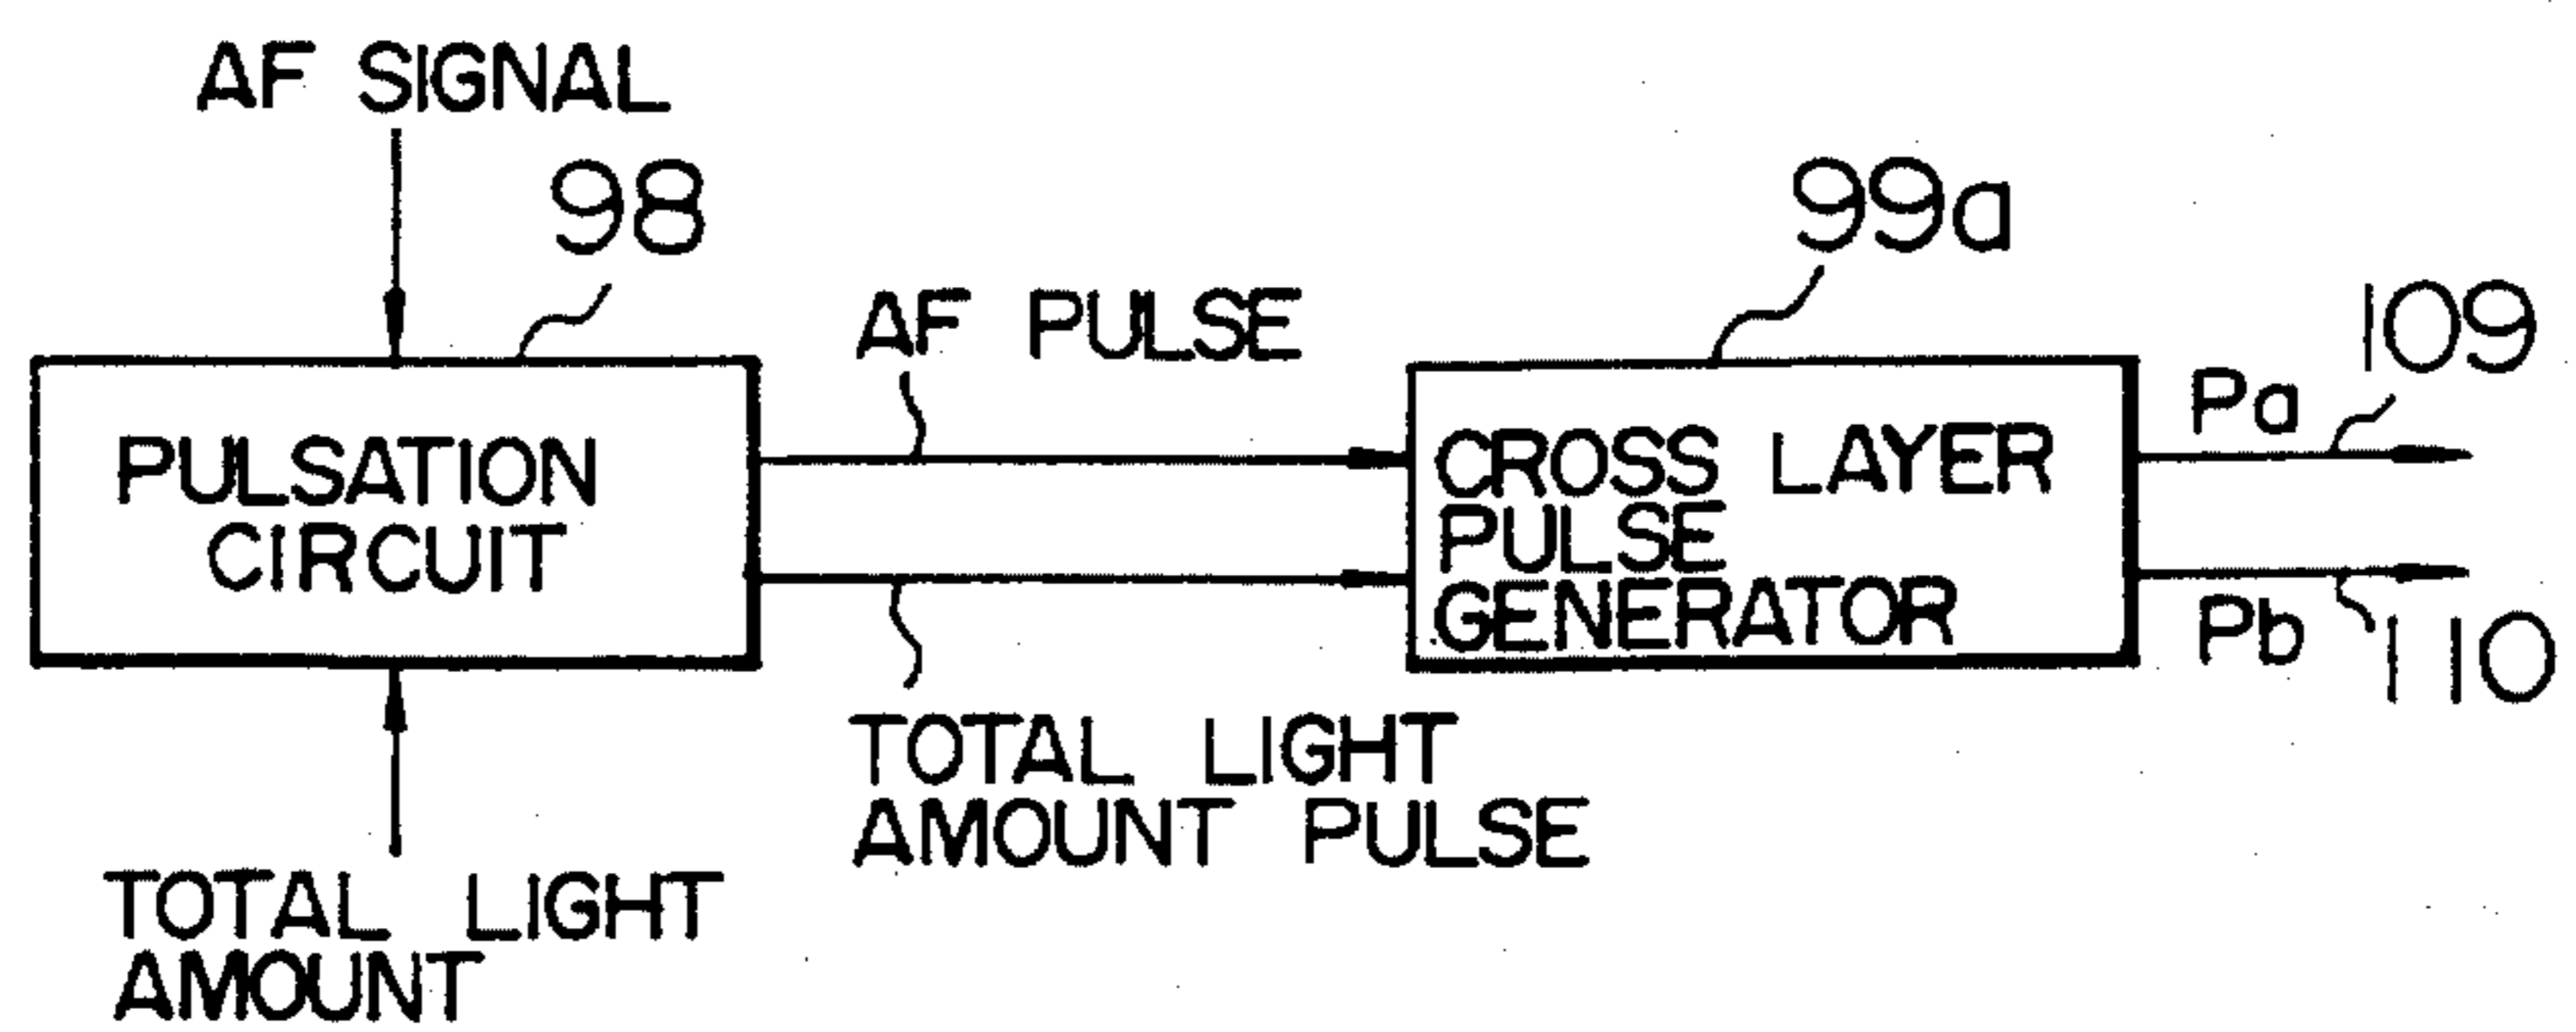 AF SIGNAL
98
PULSATION
CIRCUIT
TOTAL LIGHT
AMOUNT
AF PULSE
TOTAL LIGHT
AMOUNT PULSE
99a
CROSS LAYER
PULSE
GENERATOR
Pa
109
Pb
110